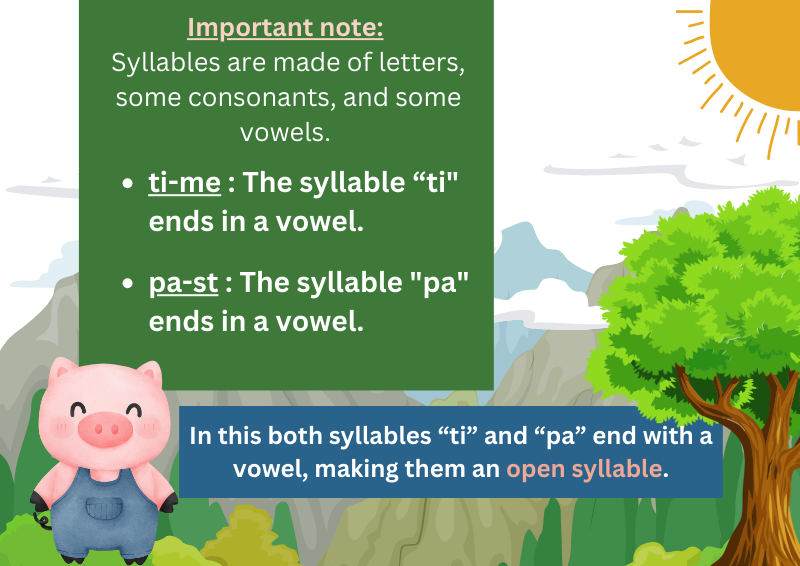 Important note:
Syllables are made of letters,
some consonants, and some
vowels.
• ti-me : The syllable “ti"
ends in a vowel.
• pa-st : The syllable "pa"
ends in a vowel.
In this both syllables “ti” and “pa” end with a
vowel, making them an open syllable.